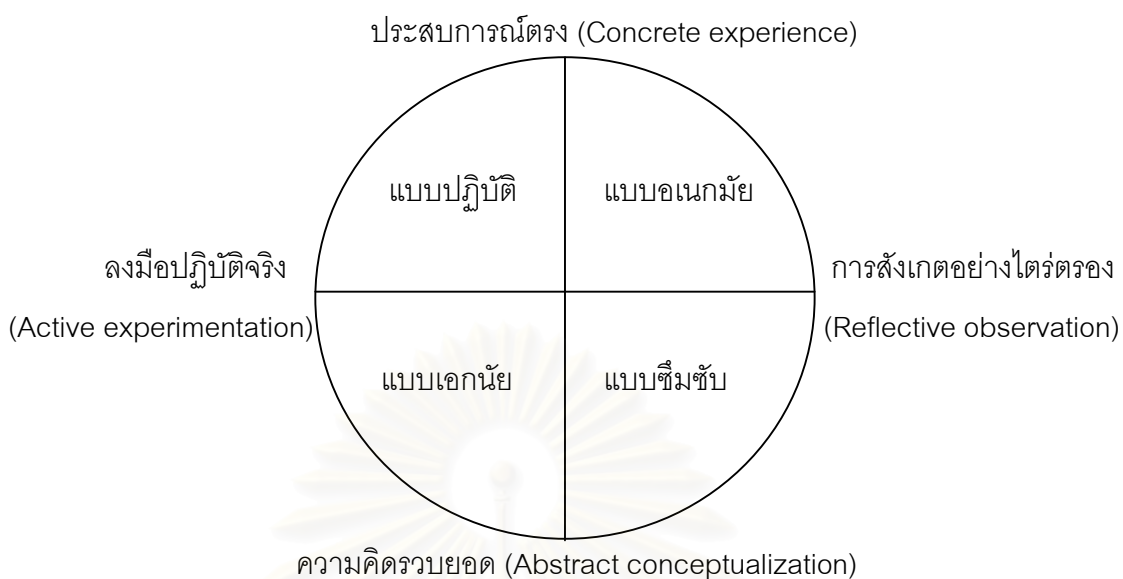 ประสบการณ์ตรง (Concrete experience)
แบบปฏิบัติ
แบบอเนกมัย
ลงมือปฏิบัติจริง
(Active experimentation)
การสังเกตอย่างไตร่ตรอง
(Reflective observation)
แบบเอกนัย
แบบซึมซับ
ความคิดรวบยอด (Abstract conceptualization)